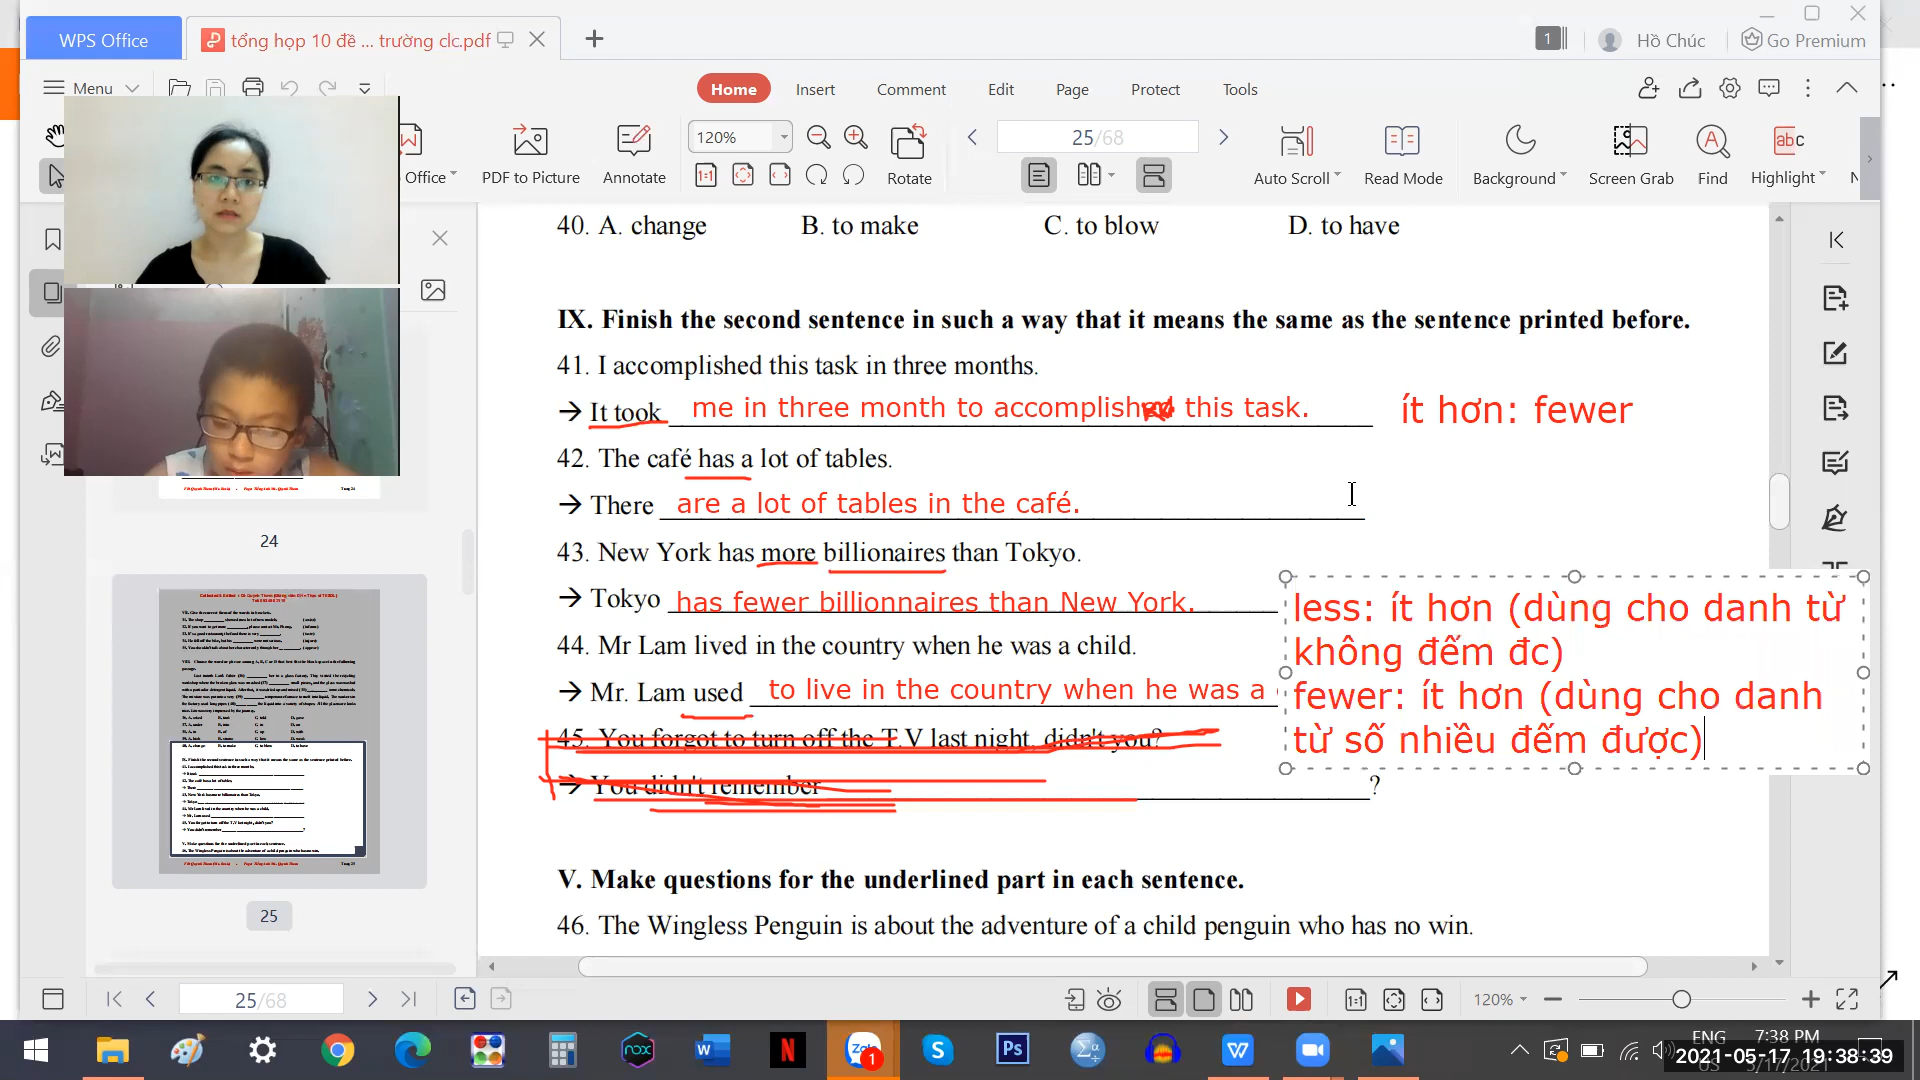 WPS Office
tổng họp 10 đề ... trường clc.pdf
1
Hồ Chúc
Go Premium
Menu
Home
Insert
Comment
Edit
Page
Protect
Tools
Office
PDF to Picture
Annotate
120%
Rotate
25/68
Auto Scroll
Read Mode
Background
Screen Grab
Find
Highlight
24
25
40. A. change B. to make C. to blow D. to have
IX. Finish the second sentence in such a way that it means the same as the sentence printed before.
41. I accomplished this task in three months.
→ It took me in three month to accomplished this task.
ít hơn: fewer
42. The café has a lot of tables.
→ There are a lot of tables in the café.
43. New York has more billionaires than Tokyo.
→ Tokyo has fewer billionnaires than New York.
less: ít hơn (dùng cho danh từ
không đếm đc)
fewer: ít hơn (dùng cho danh
từ số nhiều đếm được)
44. Mr Lam lived in the country when he was a child.
→ Mr. Lam used to live in the country when he was a
45. You forgot to turn off the T.V last night, didn't you?
→ You didn't remember ?
V. Make questions for the underlined part in each sentence.
46. The Wingless Penguin is about the adventure of a child penguin who has no win.
25/68
120%
ENG
7:38 PM
2021-05-17 19:38:39